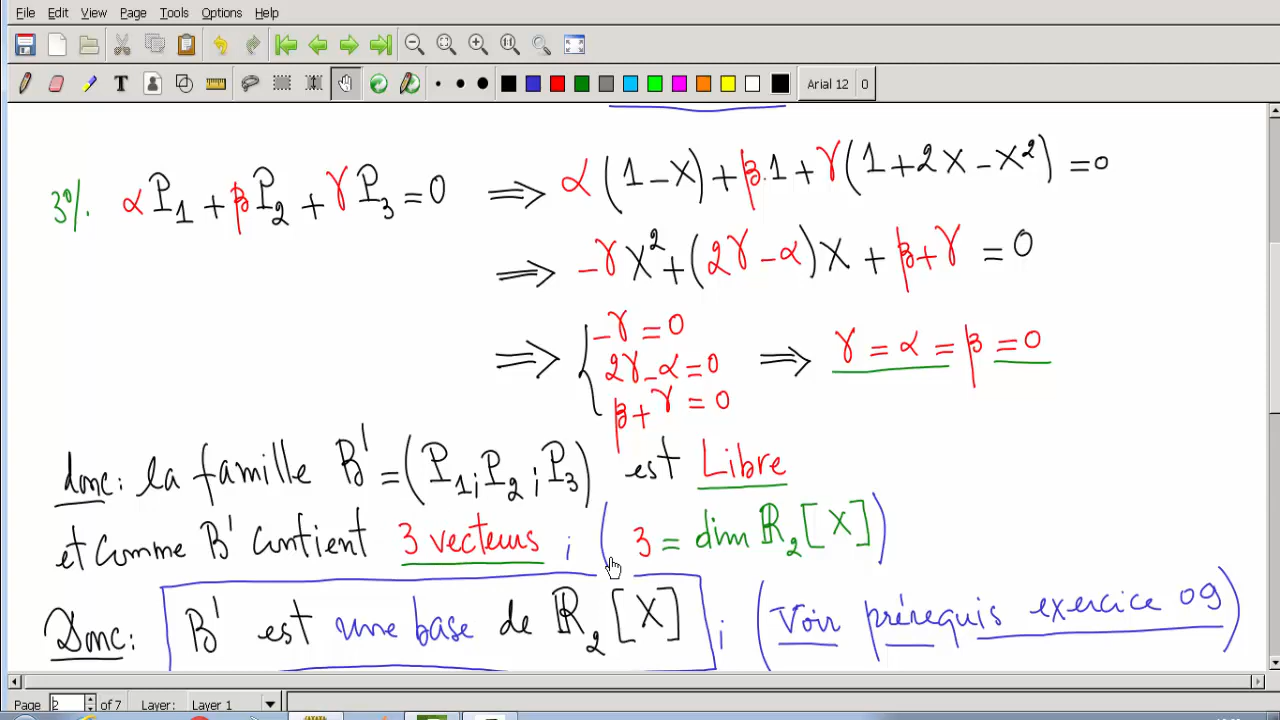 File Edit View Page Tools Options Help
Arial 12 0
3°/. αP₁ + βP₂ + γP₃ = 0 ⟹ α(1 − X) + β.1 + γ(1 + 2X − X²) = 0
⟹ −γX² + (2γ − α)X + β + γ = 0
⟹ { −γ = 0
2γ − α = 0 ⟹ γ = α = β = 0
β + γ = 0
donc: la famille B' = (P₁; P₂; P₃) est Libre
et comme B' contient 3 vecteurs ; ( 3 = dim ℝ₂[X] )
Donc: B' est une base de ℝ₂[X] ; (Voir prérequis exercice 09)
Page 2 of 7 Layer: Layer 1